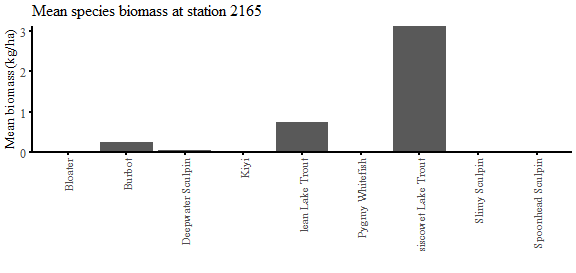 Mean species biomass at station 2165
Mean biomass (kg/ha)
3
2
1
0
Bloater
Burbot
Deepwater Sculpin
Kiyi
lean Lake Trout
Pygmy Whitefish
siscowet Lake Trout
Slimy Sculpin
Spoonhead Sculpin